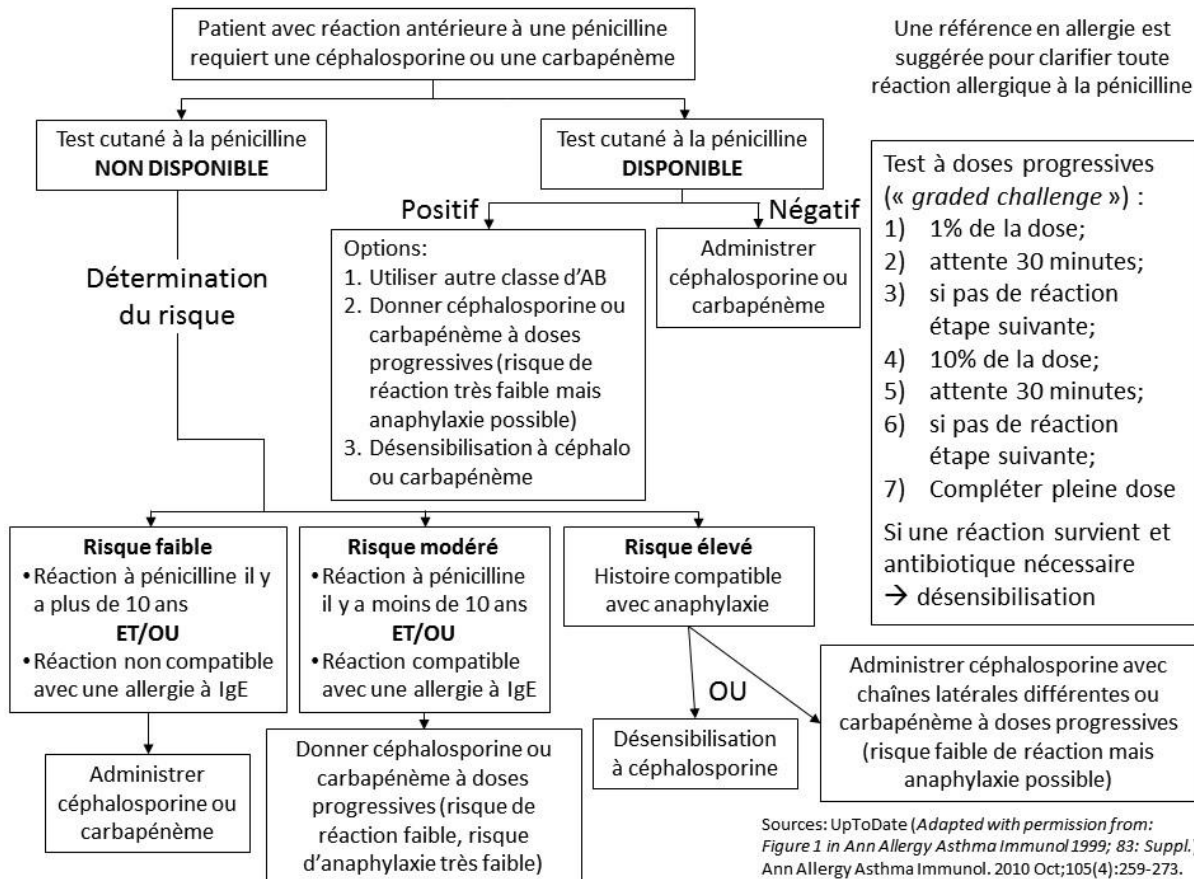 Patient avec réaction antérieure à une pénicilline
requiert une céphalosporine ou une carbapénème
Une référence en allergie est
suggérée pour clarifier toute
réaction allergique à la pénicilline
Test cutané à la pénicilline
NON DISPONIBLE
Test cutané à la pénicilline
DISPONIBLE
Positif
Négatif
Options:
1. Utiliser autre classe d'AB
2. Donner céphalosporine ou
carbapénème à doses
progressives (risque de
réaction très faible mais
anaphylaxie possible)
3. Désensibilisation à céphalo
ou carbapénème
Administrer
céphalosporine ou
carbapénème
Test à doses progressives
(« graded challenge ») :
1) 1% de la dose;
2) attente 30 minutes;
3) si pas de réaction
étape suivante;
4) 10% de la dose;
5) attente 30 minutes;
6) si pas de réaction
étape suivante;
7) Compléter pleine dose
Si une réaction survient et
antibiotique nécessaire
→ désensibilisation
Détermination
du risque
Risque faible
•Réaction à pénicilline il y
a plus de 10 ans
ET/OU
•Réaction non compatible
avec une allergie à IgE
Risque modéré
•Réaction à pénicilline
il y a moins de 10 ans
ET/OU
•Réaction compatible
avec une allergie à IgE
Risque élevé
Histoire compatible
avec anaphylaxie
Administrer
céphalosporine ou
carbapénème
Donner céphalosporine ou
carbapénème à doses
progressives (risque de
réaction faible, risque
d'anaphylaxie très faible)
OU
Désensibilisation
à céphalosporine
Administrer céphalosporine avec
chaînes latérales différentes ou
carbapénème à doses progressives
(risque faible de réaction mais
anaphylaxie possible)
Sources: UpToDate (Adapted with permission from:
Figure 1 in Ann Allergy Asthma Immunol 1999; 83: Suppl.)
Ann Allergy Asthma Immunol. 2010 Oct;105(4):259-273.